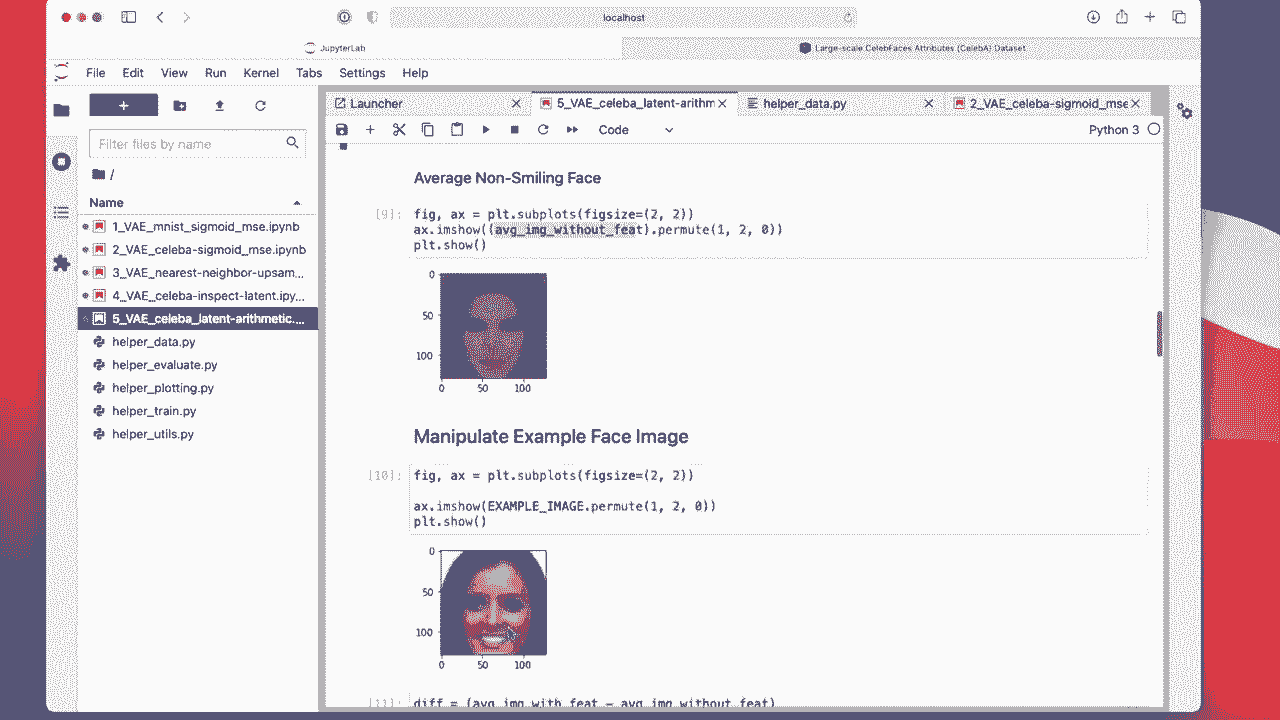 localhost
JupyterLab
Large-scale CelebFaces Attributes (CelebA) Dataset
File Edit View Run Kernel Tabs Settings Help
Launcher
5_VAE_celeba_latent-arithm
helper_data.py
2_VAE_celeba-sigmoid_mse
Code
Python 3
Filter files by name
/
Name
1_VAE_mnist_sigmoid_mse.ipynb
2_VAE_celeba-sigmoid_mse.ipynb
3_VAE_nearest-neighbor-upsam...
4_VAE_celeba-inspect-latent.ipy...
5_VAE_celeba_latent-arithmetic....
helper_data.py
helper_evaluate.py
helper_plotting.py
helper_train.py
helper_utils.py
Average Non-Smiling Face
[9]: fig, ax = plt.subplots(figsize=(2, 2))
ax.imshow((avg_img_without_feat).permute(1, 2, 0))
plt.show()
0
50
100
0 50 100
Manipulate Example Face Image
[10]: fig, ax = plt.subplots(figsize=(2, 2))
ax.imshow(EXAMPLE_IMAGE.permute(1, 2, 0))
plt.show()
0
50
100
0 50 100
[11]: diff = (avg_img_with_feat - avg_img_without_feat)